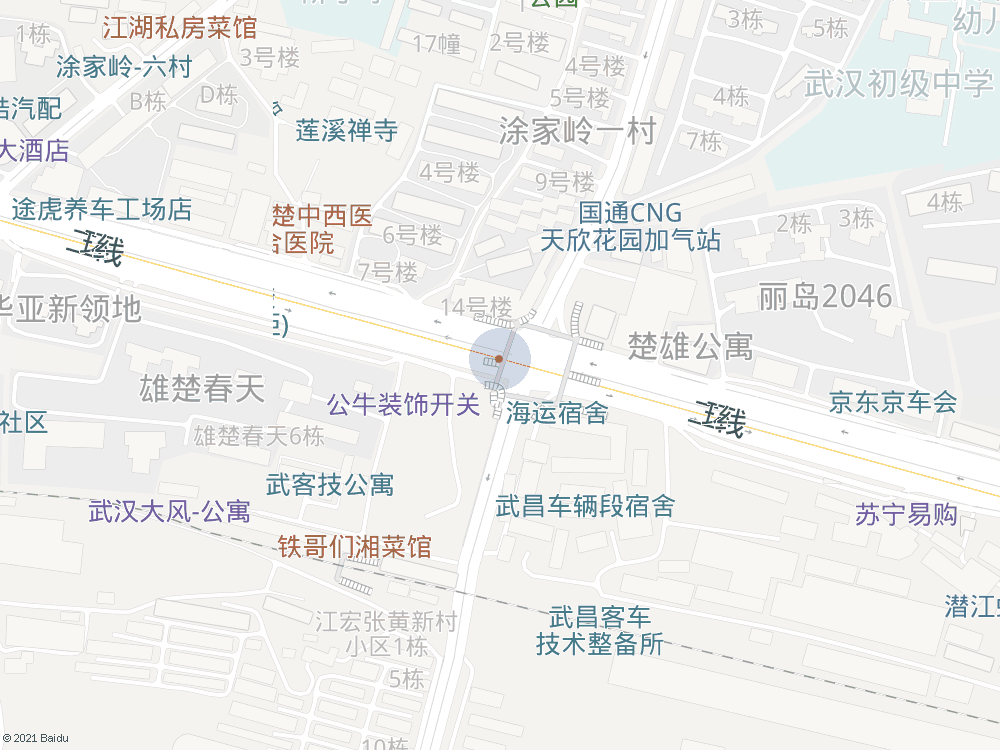 公园
江湖私房菜馆
3栋
5栋
幼
1栋
17幢
2号楼
3号楼
涂家岭-六村
4号楼
武汉初级中学
B栋
D栋
5号楼
4栋
皓汽配
莲溪禅寺
涂家岭一村
7栋
大酒店
4号楼
9号楼
途虎养车工场店
楚中西医
合医院
国通CNG
天欣花园加气站
2栋
3栋
4栋
6号楼
7号楼
华亚新领地
14号楼
丽岛2046
楚雄公寓
雄楚春天
公牛装饰开关
海运宿舍
京东京车会
社区
雄楚春天6栋
武客技公寓
武汉大风-公寓
武昌车辆段宿舍
苏宁易购
铁哥们湘菜馆
江宏张黄新村
小区1栋
武昌客车
技术整备所
潜江
5栋
10栋
© 2021 Baidu